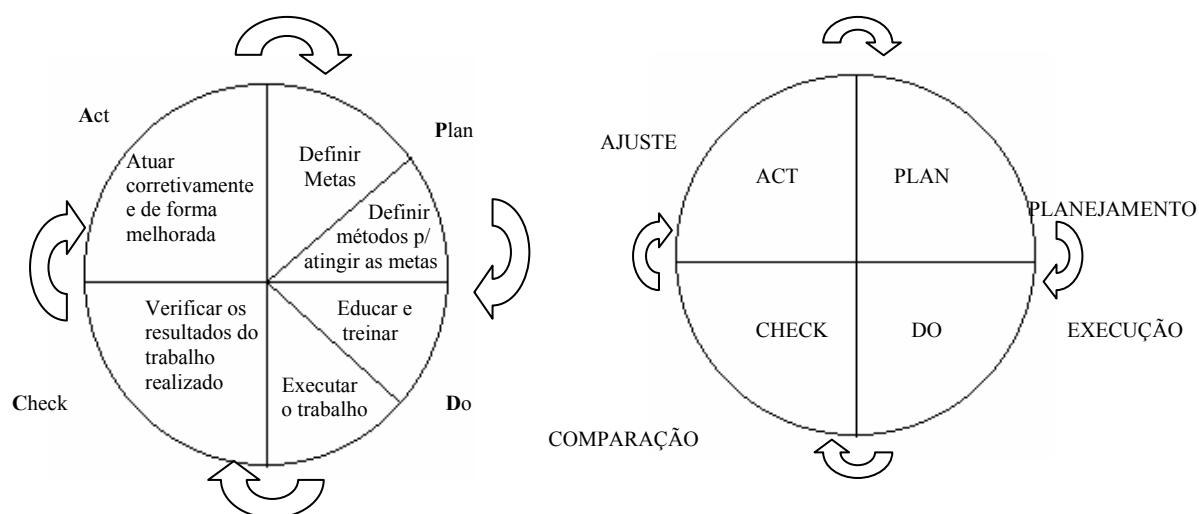 Act
Plan
Definir
Metas
Atuar
corretivamente
e de forma
melhorada
Definir
métodos p/
atingir as metas
Verificar os
resultados do
trabalho
realizado
Educar e
treinar
Executar
o trabalho
Check
Do
AJUSTE
ACT
PLAN
PLANEJAMENTO
CHECK
DO
EXECUÇÃO
COMPARAÇÃO